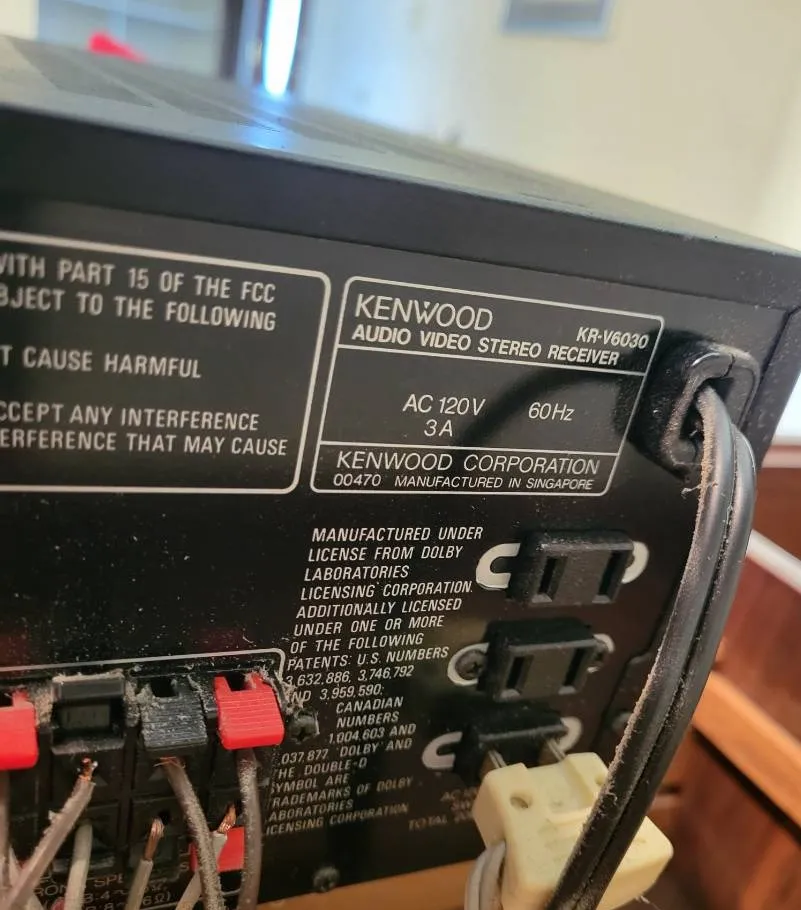 WITH PART 15 OF THE FCC
BJECT TO THE FOLLOWING
T CAUSE HARMFUL
CCEPT ANY INTERFERENCE
ERFERENCE THAT MAY CAUSE
KENWOOD
KR-V6030
AUDIO VIDEO STEREO RECEIVER
AC 120V 60Hz
3A
KENWOOD CORPORATION
00470 MANUFACTURED IN SINGAPORE
MANUFACTURED UNDER
LICENSE FROM DOLBY
LABORATORIES
LICENSING CORPORATION.
ADDITIONALLY LICENSED
UNDER ONE OR MORE
OF THE FOLLOWING
PATENTS: U.S. NUMBERS
3,632,886, 3,746,792
ND 3,959,590;
CANADIAN
NUMBERS
1,004,603 AND
,037,877 'DOLBY' AND
THE DOUBLE-D
SYMBOL ARE
RADEMARKS OF DOLBY
ABORATORIES
ICENSING CORPORATION
TOTAL